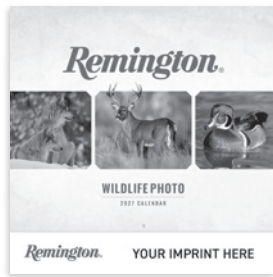 Remington®
WILDLIFE PHOTO
2027 CALENDAR
Remington® YOUR IMPRINT HERE